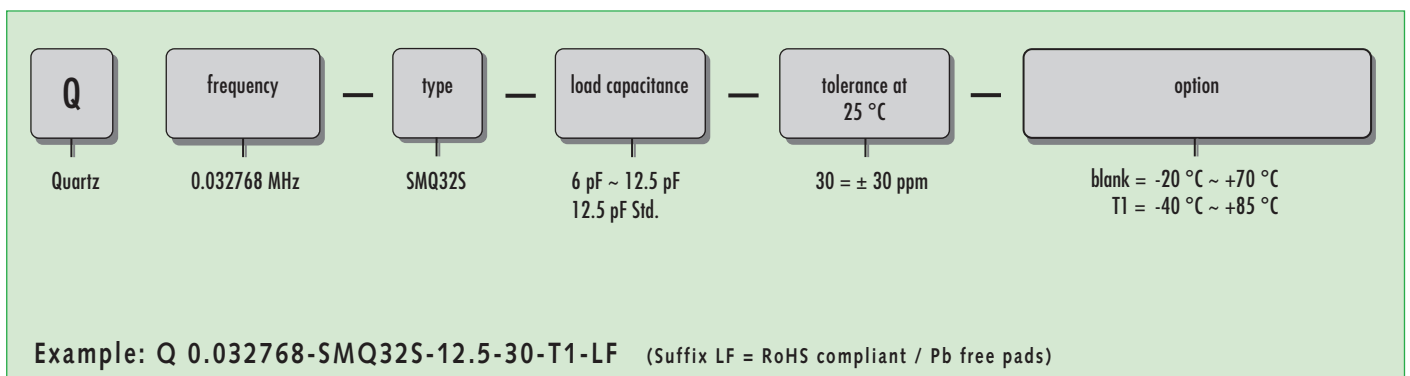 Q
frequency
—
type
—
load capacitance
—
tolerance at
25 °C
—
option
Quartz
0.032768 MHz
SMQ32S
6 pF ~ 12.5 pF
12.5 pF Std.
30 = ± 30 ppm
blank = -20 °C ~ +70 °C
T1 = -40 °C ~ +85 °C
Example: Q 0.032768-SMQ32S-12.5-30-T1-LF (Suffix LF = RoHS compliant / Pb free pads)